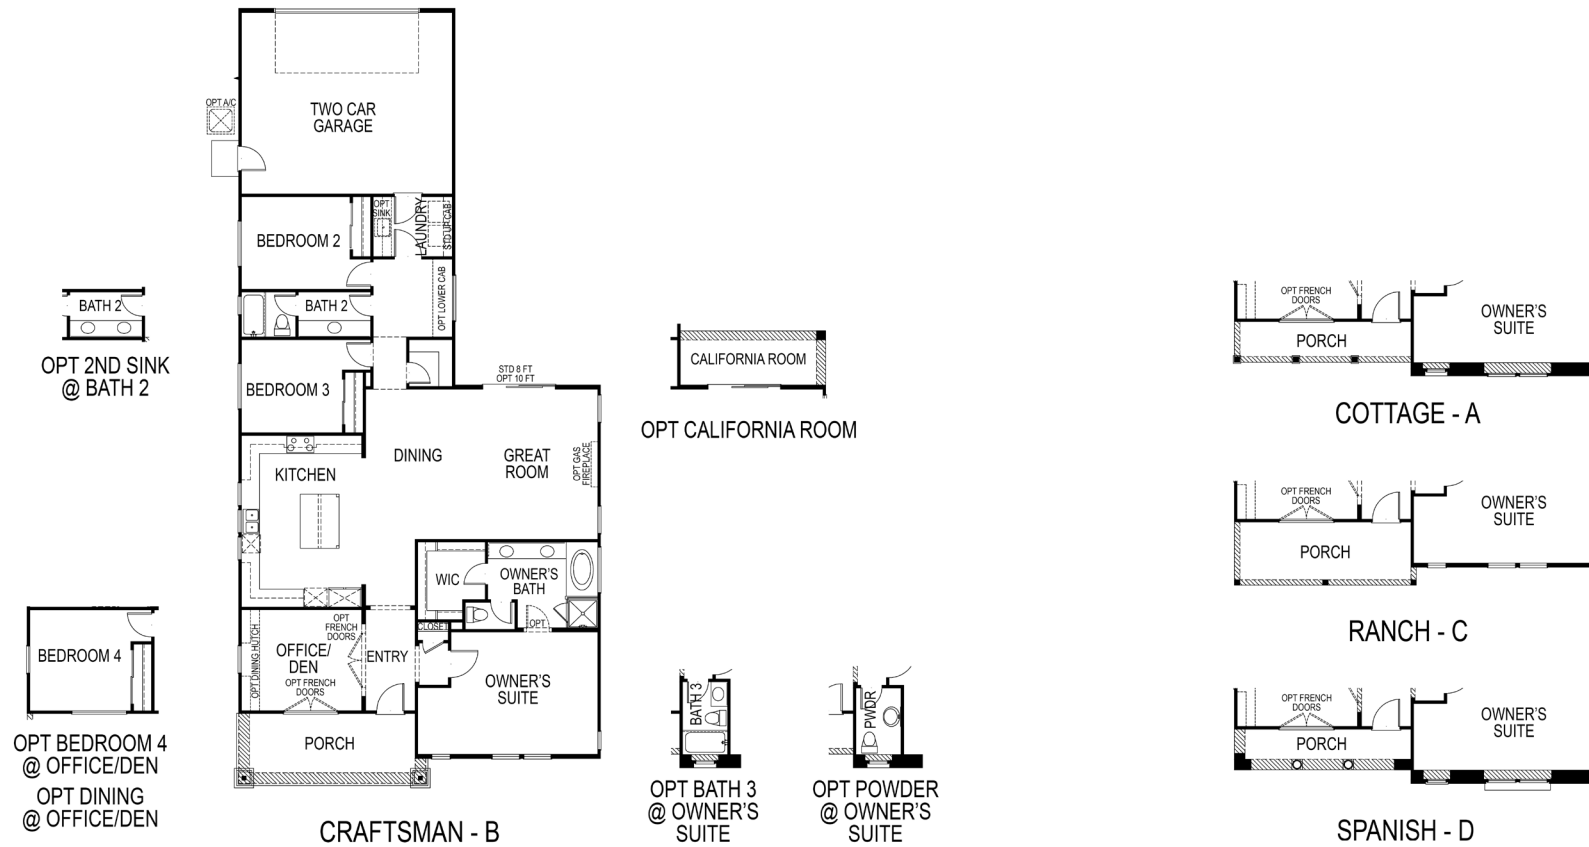 TWO CAR
GARAGE
OPT A/C
OPT
SINK
LAUNDRY
STD UP CAB
BEDROOM 2
OPT LOWER CAB
BATH 2
BEDROOM 3
STD 8 FT
OPT 10 FT
DINING
GREAT
ROOM
OPT GAS
FIREPLACE
KITCHEN
WIC
OWNER'S
BATH
OPT
CLOSET
OPT
FRENCH
DOORS
OPT DINING HUTCH
OFFICE/
DEN
ENTRY
OPT FRENCH
DOORS
OWNER'S
SUITE
PORCH
CRAFTSMAN - B
BATH 2
OPT 2ND SINK
@ BATH 2
BEDROOM 4
OPT BEDROOM 4
@ OFFICE/DEN
OPT DINING
@ OFFICE/DEN
CALIFORNIA ROOM
OPT CALIFORNIA ROOM
BATH 3
OPT BATH 3
@ OWNER'S
SUITE
PWDR
OPT POWDER
@ OWNER'S
SUITE
OPT FRENCH
DOORS
OWNER'S
SUITE
PORCH
COTTAGE - A
OPT FRENCH
DOORS
OWNER'S
SUITE
PORCH
RANCH - C
OPT FRENCH
DOORS
OWNER'S
SUITE
PORCH
SPANISH - D